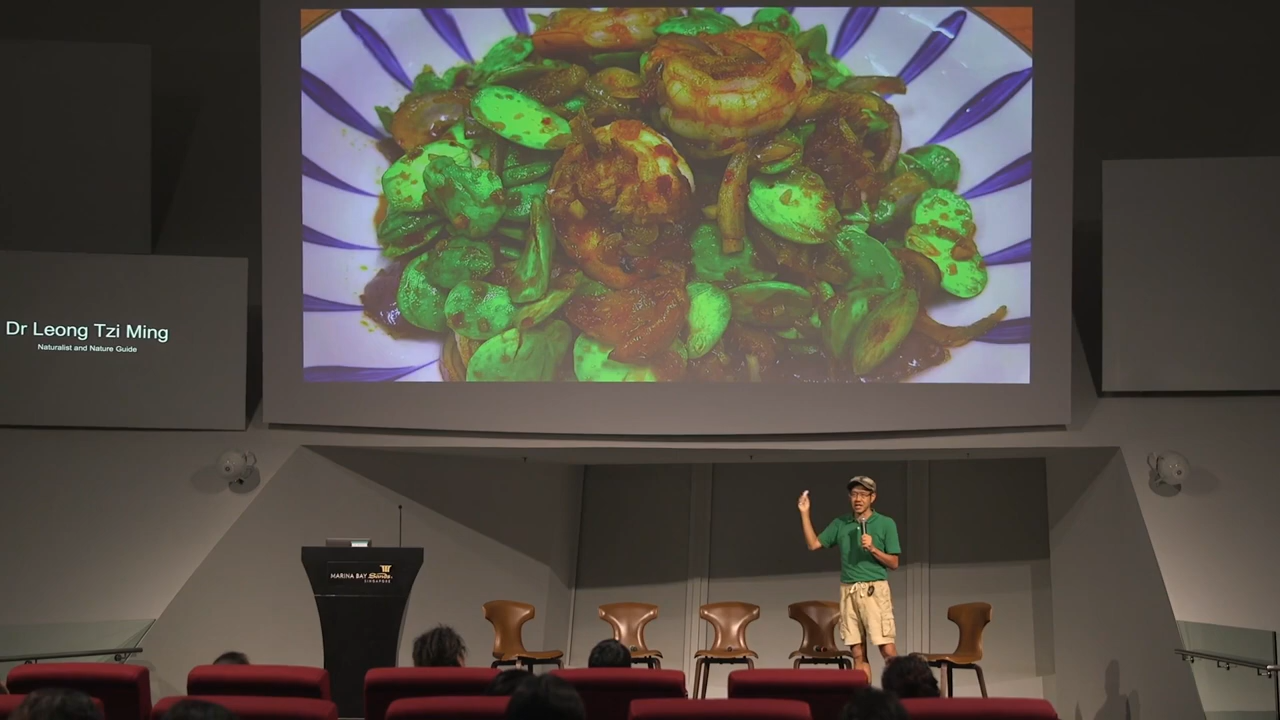 Dr Leong Tzi Ming
Naturalist and Nature Guide
MARINA BAY Sands
SINGAPORE